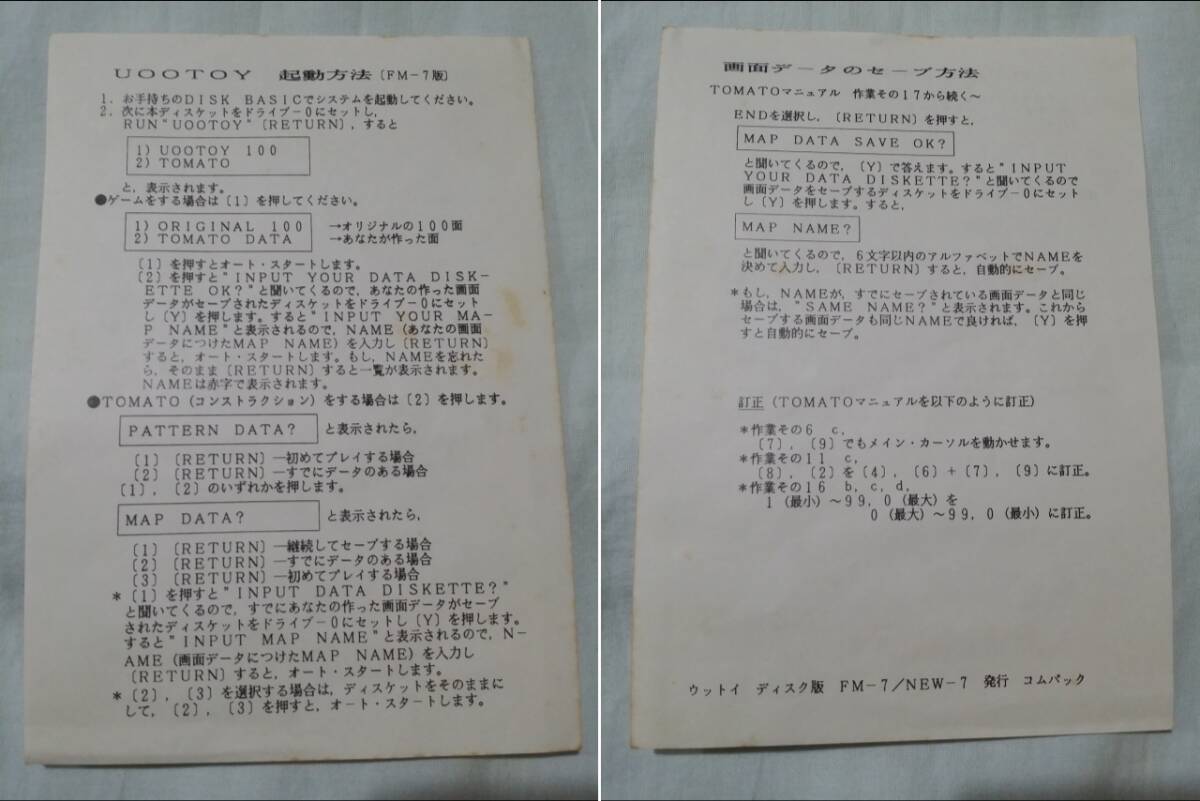 UOOTOY 起動方法〔FM-7版〕
1. お手持ちのDISK BASICでシステムを起動してください。
2. 次に本ディスケットをドライブ-0にセットし,
RUN"UOOTOY"〔RETURN〕, すると
1) UOOTOY 100
2) TOMATO
と, 表示されます。
●ゲームをする場合は〔1〕を押してください。
1) ORIGINAL 100 →オリジナルの100面
2) TOMATO DATA →あなたが作った面
〔1〕を押すとオート・スタートします。
〔2〕を押すと"INPUT YOUR DATA DISK-
ETTE OK?"と聞いてくるので, あなたの作った画面
データがセーブされたディスケットをドライブ-0にセット
し〔Y〕を押します。すると"INPUT YOUR MA-
P NAME"と表示されるので, NAME(あなたの画面
データにつけたMAP NAME)を入力し〔RETURN〕
すると, オート・スタートします。もし, NAMEを忘れた
ら, そのまま〔RETURN〕すると一覧が表示されます。
NAMEは赤字で表示されます。
●TOMATO(コンストラクション)をする場合は〔2〕を押します。
PATTERN DATA? と表示されたら,
〔1〕〔RETURN〕—初めてプレイする場合
〔2〕〔RETURN〕—すでにデータのある場合
〔1〕, 〔2〕のいずれかを押します。
MAP DATA? と表示されたら,
〔1〕〔RETURN〕—継続してセーブする場合
〔2〕〔RETURN〕—すでにデータのある場合
〔3〕〔RETURN〕—初めてプレイする場合
*〔1〕を押すと"INPUT DATA DISKETTE?"
と聞いてくるので, すでにあなたの作った画面データがセーブ
されたディスケットをドライブ-0にセットし〔Y〕を押します。
すると"INPUT MAP NAME"と表示されるので, N-
AME(画面データにつけたMAP NAME)を入力し
〔RETURN〕すると, オート・スタートします。
*〔2〕, 〔3〕を選択する場合は, ディスケットをそのままに
して, 〔2〕, 〔3〕を押すと, オート・スタートします。
画面データのセーブ方法
TOMATOマニュアル 作業その17から続く～
ENDを選択し, 〔RETURN〕を押すと,
MAP DATA SAVE OK?
と聞いてくるので, 〔Y〕で答えます。すると"INPUT
YOUR DATA DISKETTE?"と聞いてくるので
画面データをセーブするディスケットをドライブ-0にセット
し〔Y〕を押します。すると,
MAP NAME?
と聞いてくるので, 6文字以内のアルファベットでNAMEを
決めて入力し, 〔RETURN〕すると, 自動的にセーブ。
*もし, NAMEが, すでにセーブされている画面データと同じ
場合は, "SAME NAME?"と表示されます。これから
セーブする画面データも同じNAMEで良ければ, 〔Y〕を押
すと自動的にセーブ。
訂正(TOMATOマニュアルを以下のように訂正)
*作業その6 c,
〔7〕, 〔9〕でもメイン・カーソルを動かせます。
*作業その11 c,
〔8〕, 〔2〕を〔4〕, 〔6〕+〔7〕, 〔9〕に訂正。
*作業その16 b, c, d,
1(最小)～99, 0(最大)を
0(最大)～99, 0(最小)に訂正。
ウットイ ディスク版 FM-7/NEW-7 発行 コムパック